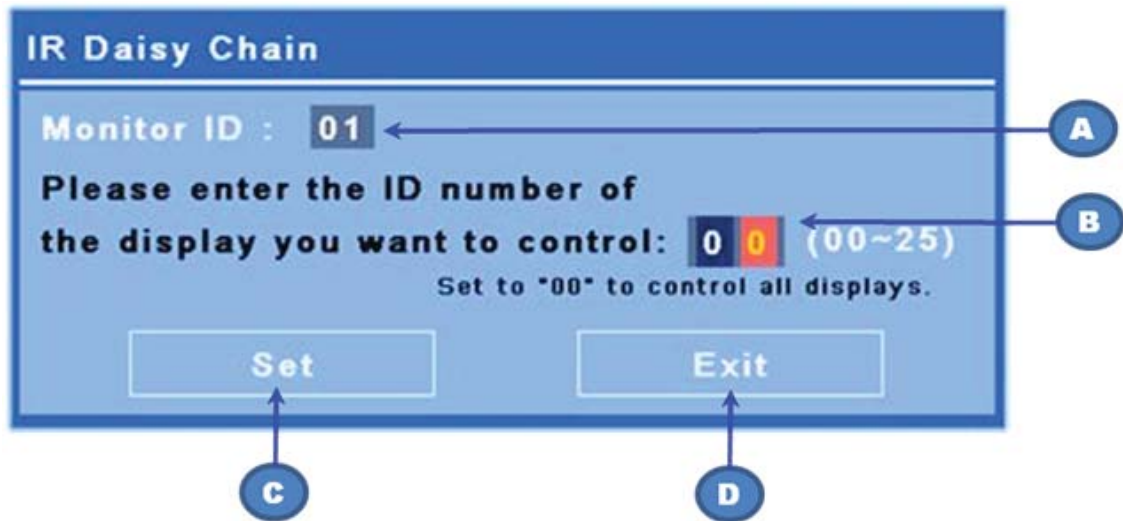 IR Daisy Chain
Monitor ID : 01
A
Please enter the ID number of
the display you want to control: 0 0 (00~25)
B
Set to "00" to control all displays.
Set Exit
C D